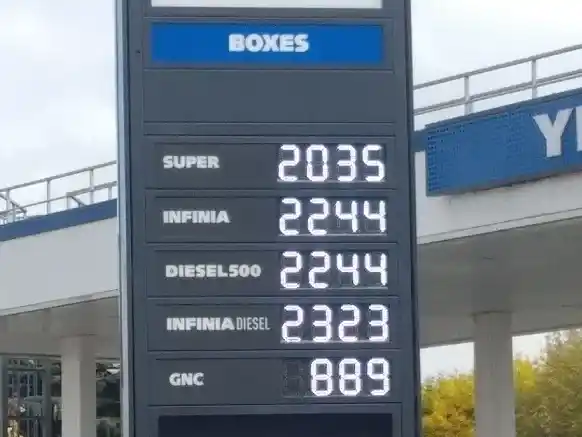 BOXES
SUPER 2035
INFINIA 2244
DIESEL500 2244
INFINIA DIESEL 2323
GNC 889